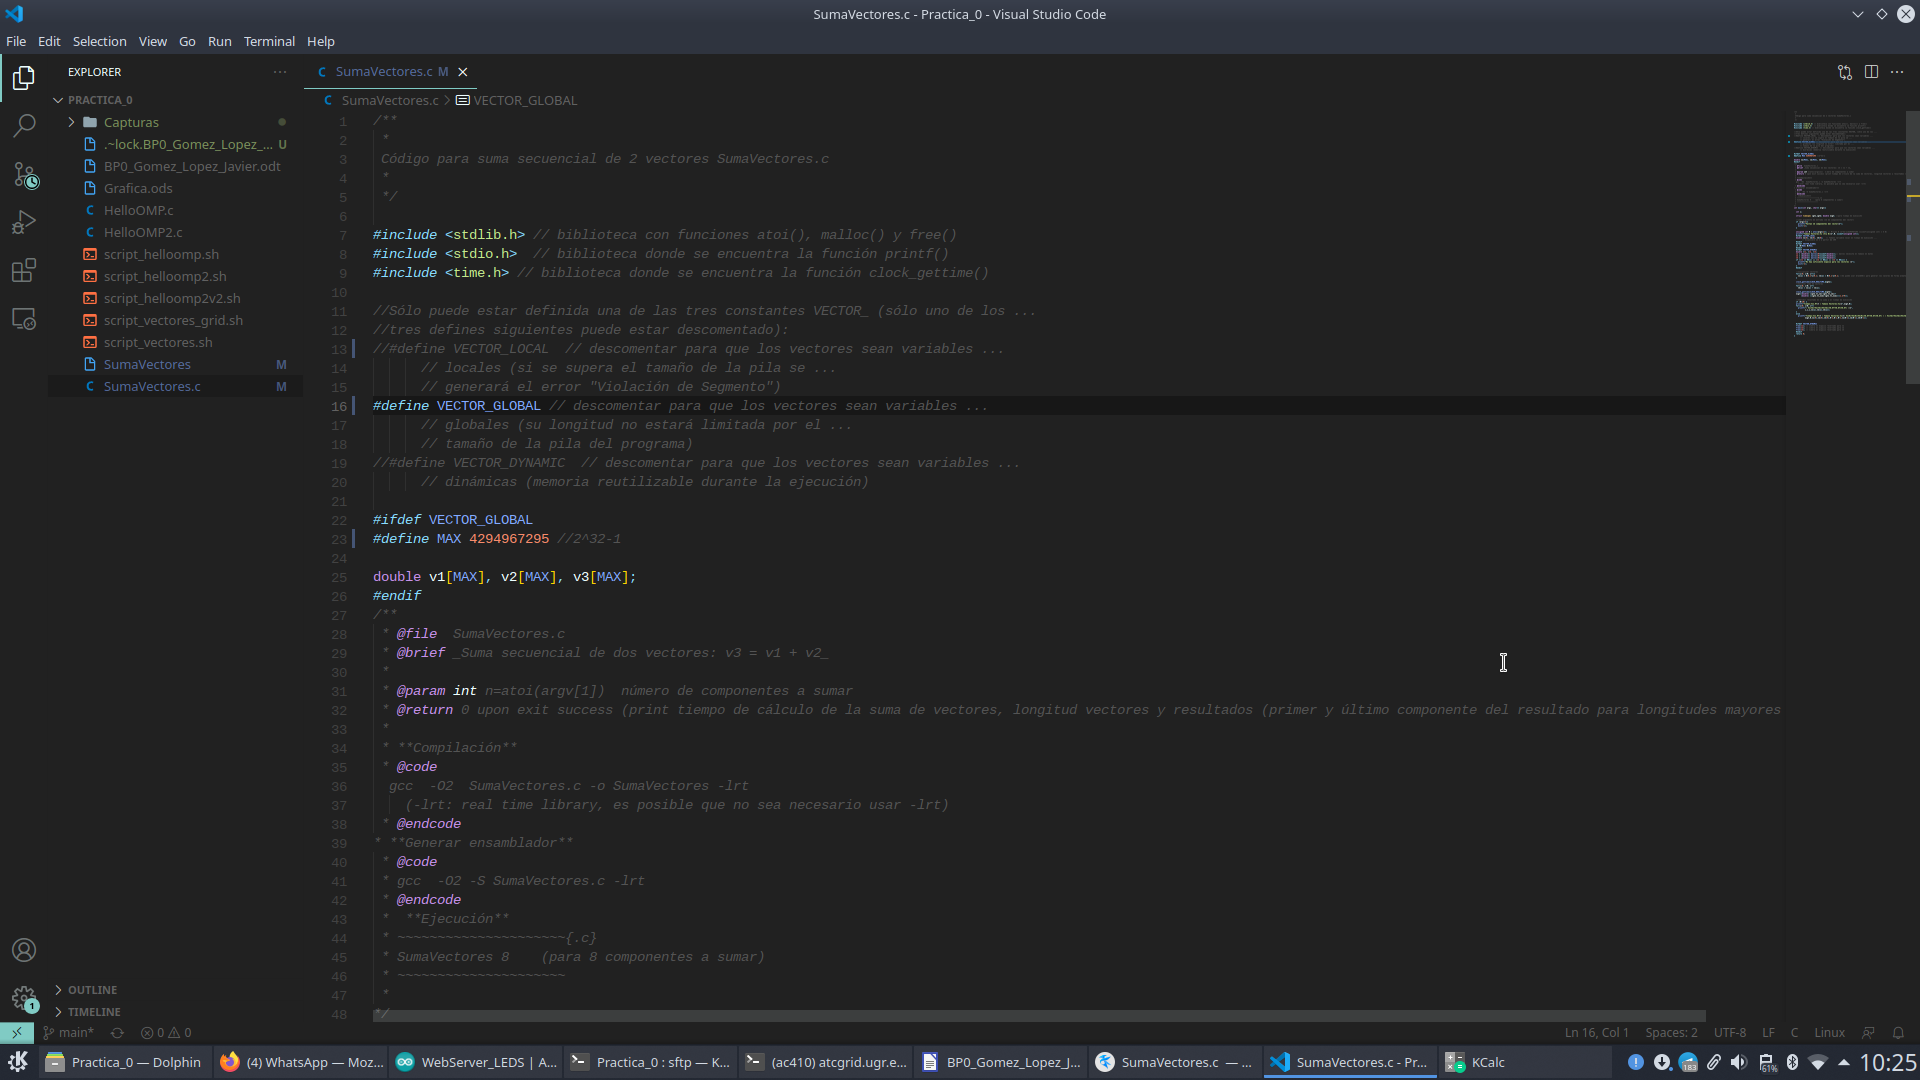 SumaVectores.c - Practica_0 - Visual Studio Code
File Edit Selection View Go Run Terminal Help
EXPLORER
PRACTICA_0
Capturas
.~lock.BP0_Gomez_Lopez_... U
BP0_Gomez_Lopez_Javier.odt
Grafica.ods
C HelloOMP.c
C HelloOMP2.c
script_helloomp.sh
script_helloomp2.sh
script_helloomp2v2.sh
script_vectores_grid.sh
script_vectores.sh
SumaVectores M
C SumaVectores.c M
OUTLINE
TIMELINE
C SumaVectores.c M
C SumaVectores.c > VECTOR_GLOBAL
1 /**
2 *
3 Código para suma secuencial de 2 vectores SumaVectores.c
4 *
5 */
6
7 #include <stdlib.h> // biblioteca con funciones atoi(), malloc() y free()
8 #include <stdio.h>  // biblioteca donde se encuentra la función printf()
9 #include <time.h> // biblioteca donde se encuentra la función clock_gettime()
10
11 //Sólo puede estar definida una de las tres constantes VECTOR_ (sólo uno de los ...
12 //tres defines siguientes puede estar descomentado):
13 //#define VECTOR_LOCAL  // descomentar para que los vectores sean variables ...
14 // locales (si se supera el tamaño de la pila se ...
15 // generará el error "Violación de Segmento")
16 #define VECTOR_GLOBAL // descomentar para que los vectores sean variables ...
17 // globales (su longitud no estará limitada por el ...
18 // tamaño de la pila del programa)
19 //#define VECTOR_DYNAMIC  // descomentar para que los vectores sean variables ...
20 // dinámicas (memoria reutilizable durante la ejecución)
21
22 #ifdef VECTOR_GLOBAL
23 #define MAX 4294967295 //2^32-1
24
25 double v1[MAX], v2[MAX], v3[MAX];
26 #endif
27 /**
28 * @file  SumaVectores.c
29 * @brief _Suma secuencial de dos vectores: v3 = v1 + v2_
30 *
31 * @param int n=atoi(argv[1])  número de componentes a sumar
32 * @return 0 upon exit success (print tiempo de cálculo de la suma de vectores, longitud vectores y resultados (primer y último componente del resultado para longitudes mayores
33 *
34 * **Compilación**
35 * @code
36 gcc  -O2  SumaVectores.c -o SumaVectores -lrt
37 (-lrt: real time library, es posible que no sea necesario usar -lrt)
38 * @endcode
39 * **Generar ensamblador**
40 * @code
41 * gcc  -O2 -S SumaVectores.c -lrt
42 * @endcode
43 *  **Ejecución**
44 * ~~~~~~~~~~~~~~~~~~~~~{.c}
45 * SumaVectores 8    (para 8 componentes a sumar)
46 * ~~~~~~~~~~~~~~~~~~~~~
47 *
48 */
1
main* 0 0 Ln 16, Col 1 Spaces: 2 UTF-8 LF C Linux
Practica_0 — Dolphin (4) WhatsApp — Moz... WebServer_LEDS | A... Practica_0 : sftp — K... (ac410) atcgrid.ugr.e... BP0_Gomez_Lopez_J... SumaVectores.c — ... SumaVectores.c - Pr... KCalc 183 61% 10:25